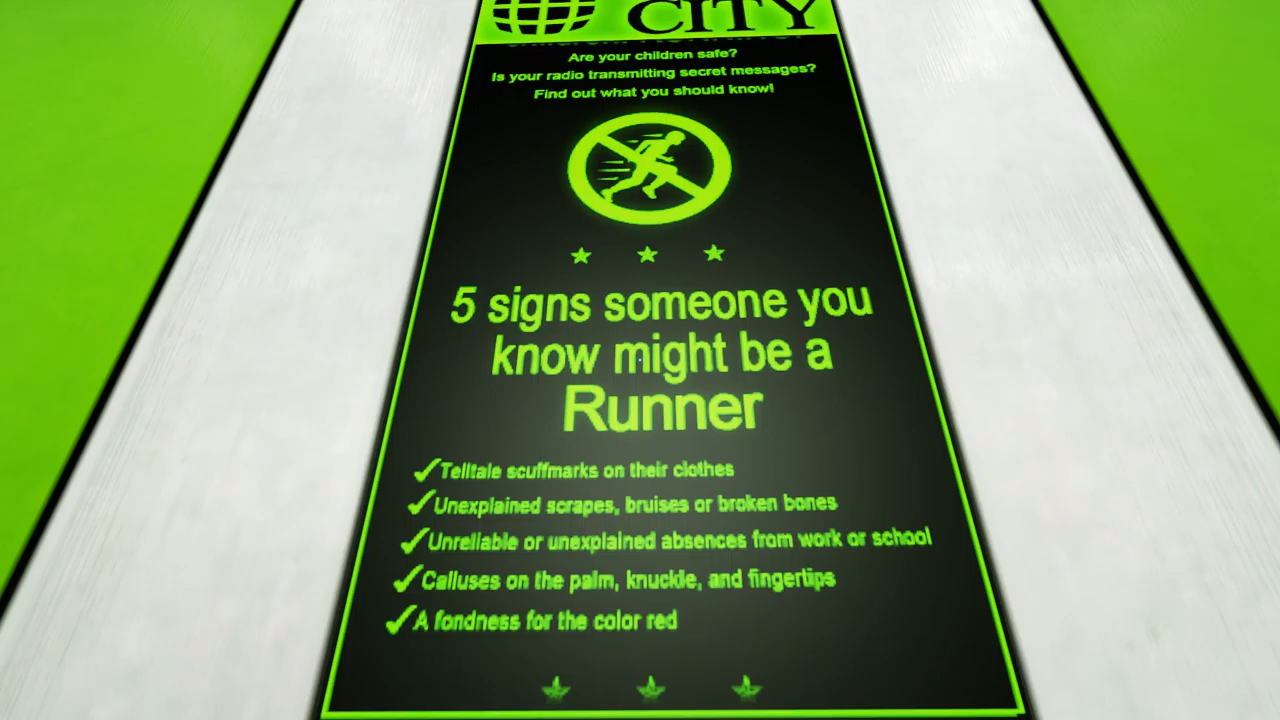 CITY
Are your children safe?
Is your radio transmitting secret messages?
Find out what you should know!
5 signs someone you
know might be a
Runner
Telltale scuffmarks on their clothes
Unexplained scrapes, bruises or broken bones
Unreliable or unexplained absences from work or school
Calluses on the palm, knuckle, and fingertips
A fondness for the color red